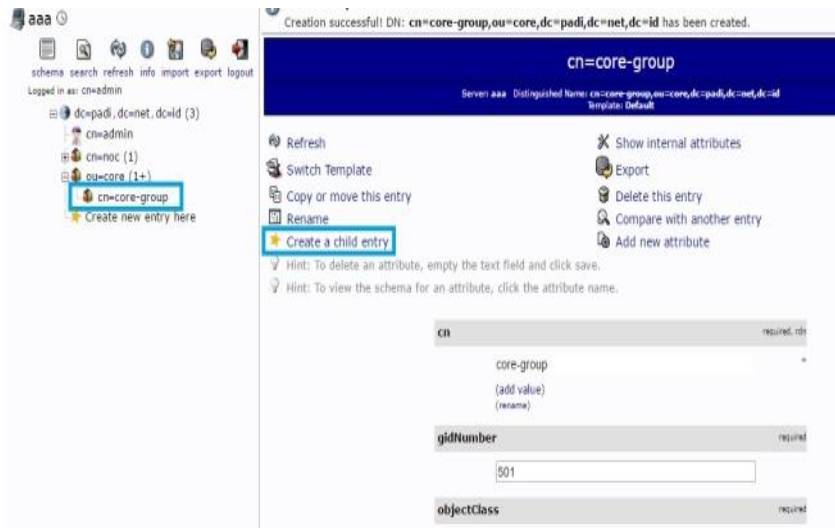 aaa
schema search refresh info import export logout
Logged in as: cn=admin
dc=padi,dc=net,dc=id (3)
cn=admin
cn=noc (1)
ou=core (1+)
cn=core-group
Create new entry here
Creation successful! DN: cn=core-group,ou=core,dc=padi,dc=net,dc=id has been created.
cn=core-group
Server: aaa Distinguished Name: cn=core-group,ou=core,dc=padi,dc=net,dc=id
Template: Default
Refresh
Switch Template
Copy or move this entry
Rename
Create a child entry
Show internal attributes
Export
Delete this entry
Compare with another entry
Add new attribute
Hint: To delete an attribute, empty the text field and click save.
Hint: To view the schema for an attribute, click the attribute name.
cn required, rdn
core-group *
(add value)
(rename)
gidNumber required
501
objectClass required